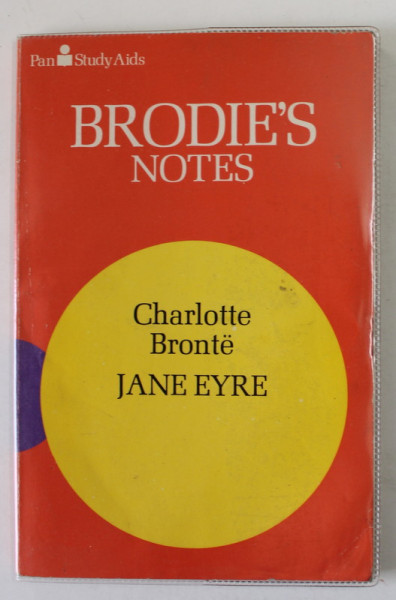 Pan Study Aids
BRODIE'S
NOTES
Charlotte
Brontë
JANE EYRE